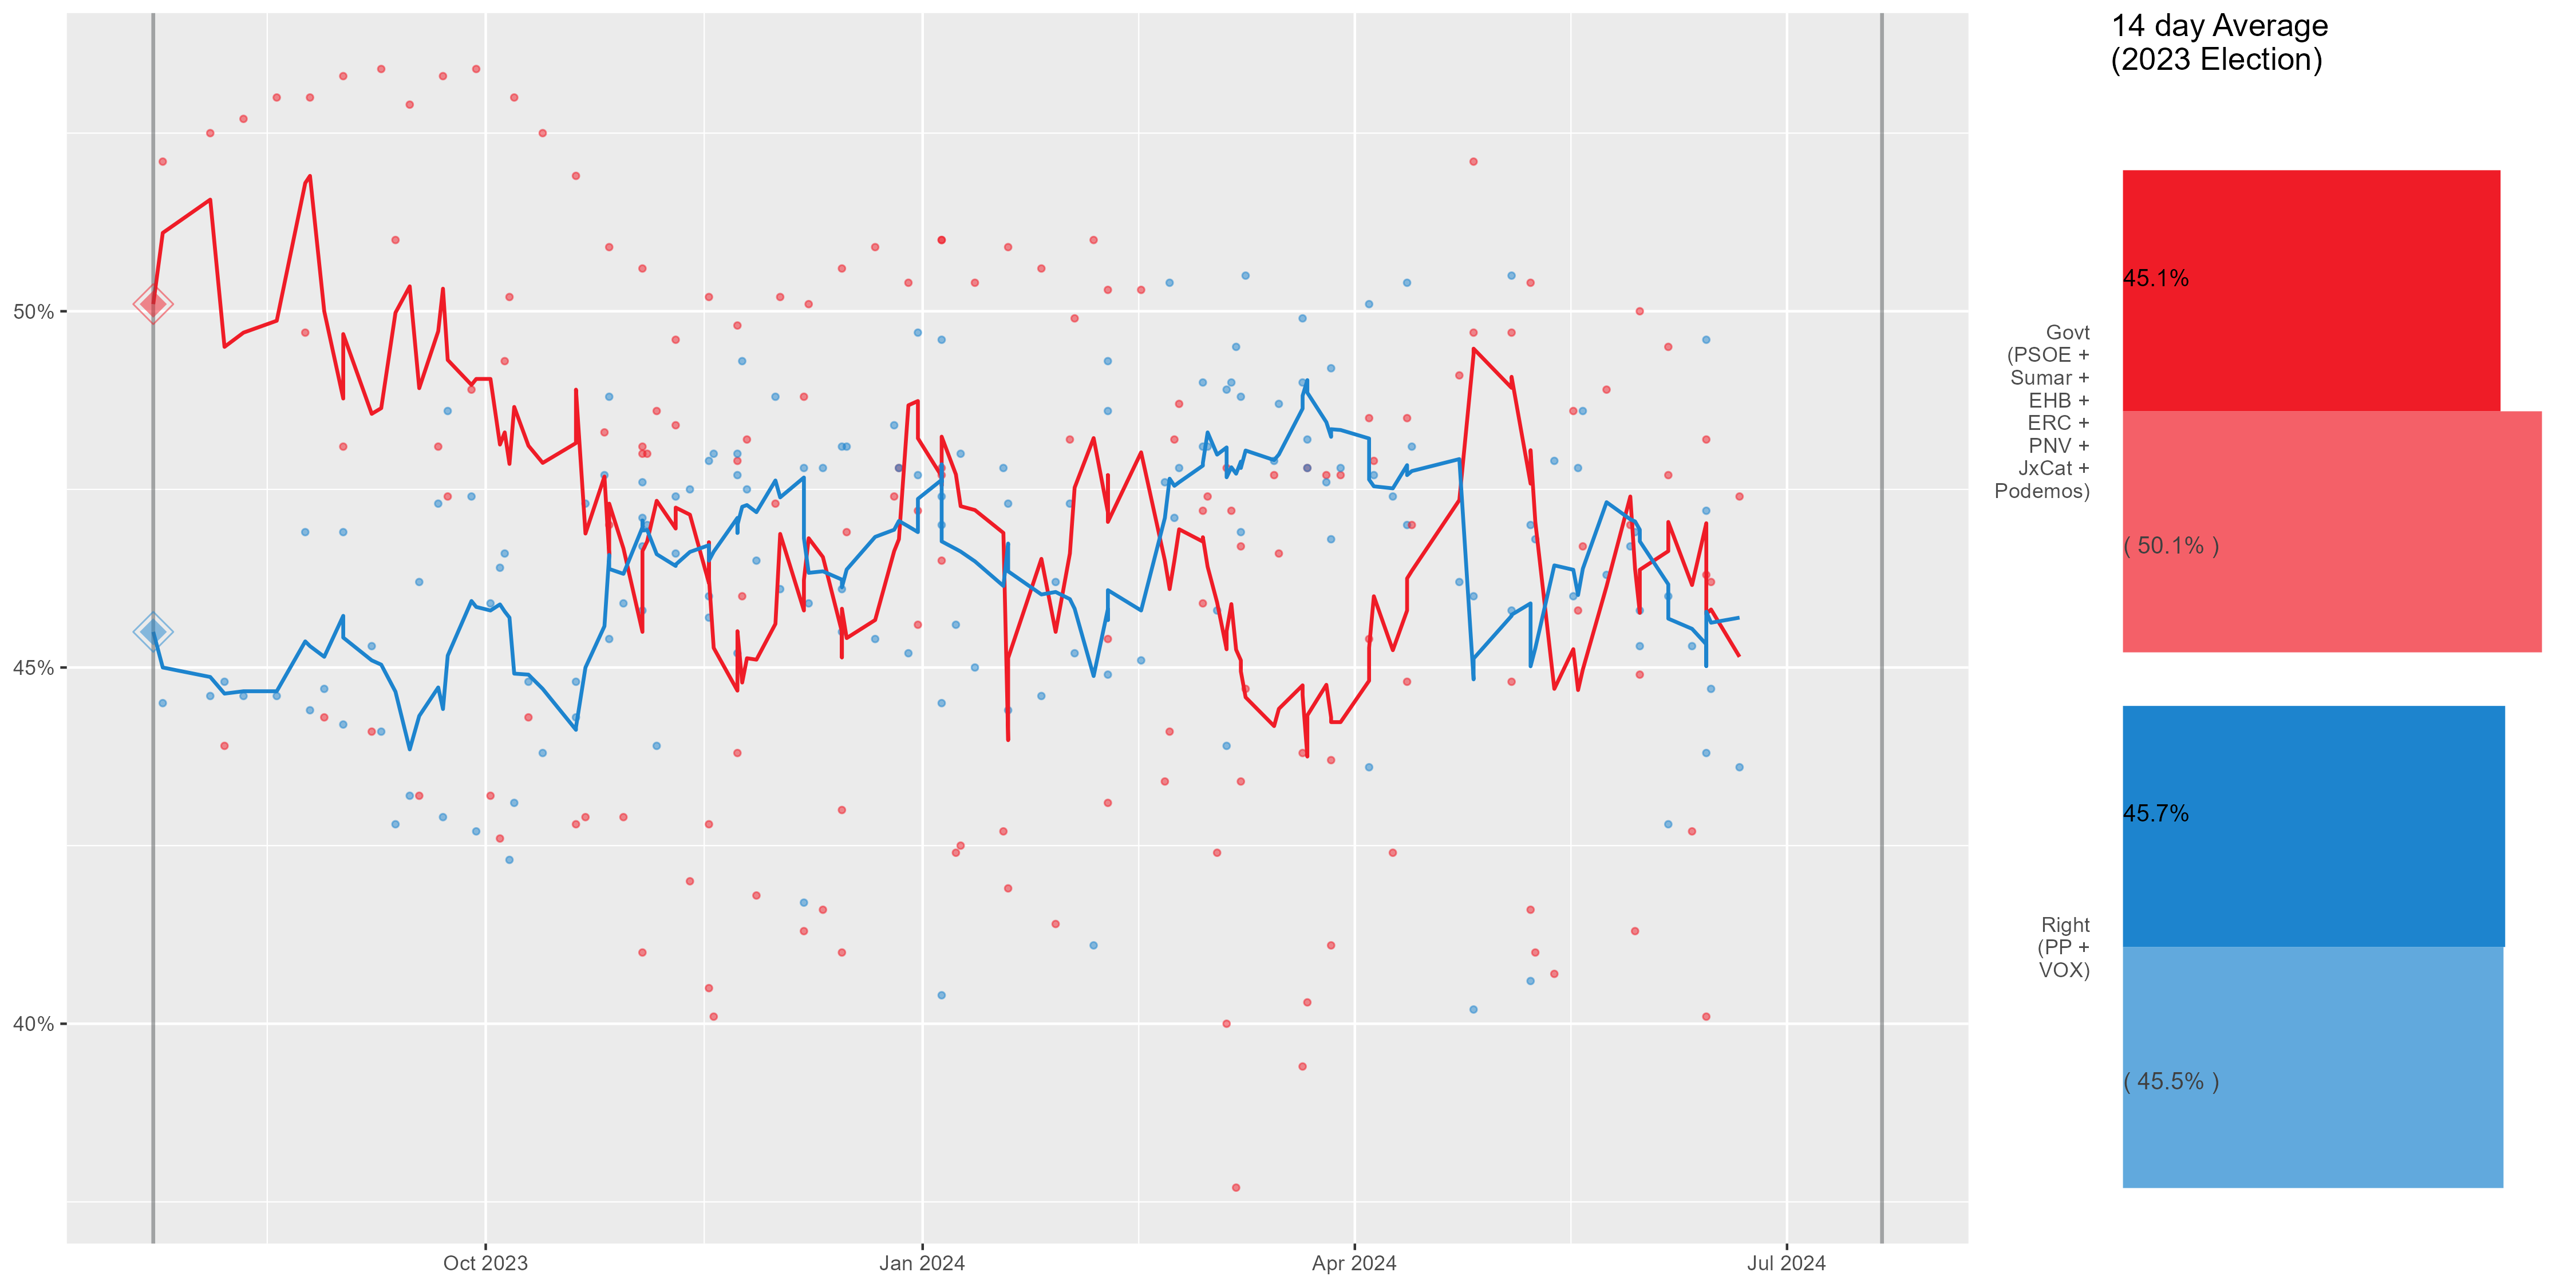 14 day Average
(2023 Election)
50%
45%
40%
Oct 2023
Jan 2024
Apr 2024
Jul 2024
Govt
(PSOE +
Sumar +
EHB +
ERC +
PNV +
JxCat +
Podemos)
45.1%
( 50.1% )
Right
(PP +
VOX)
45.7%
( 45.5% )